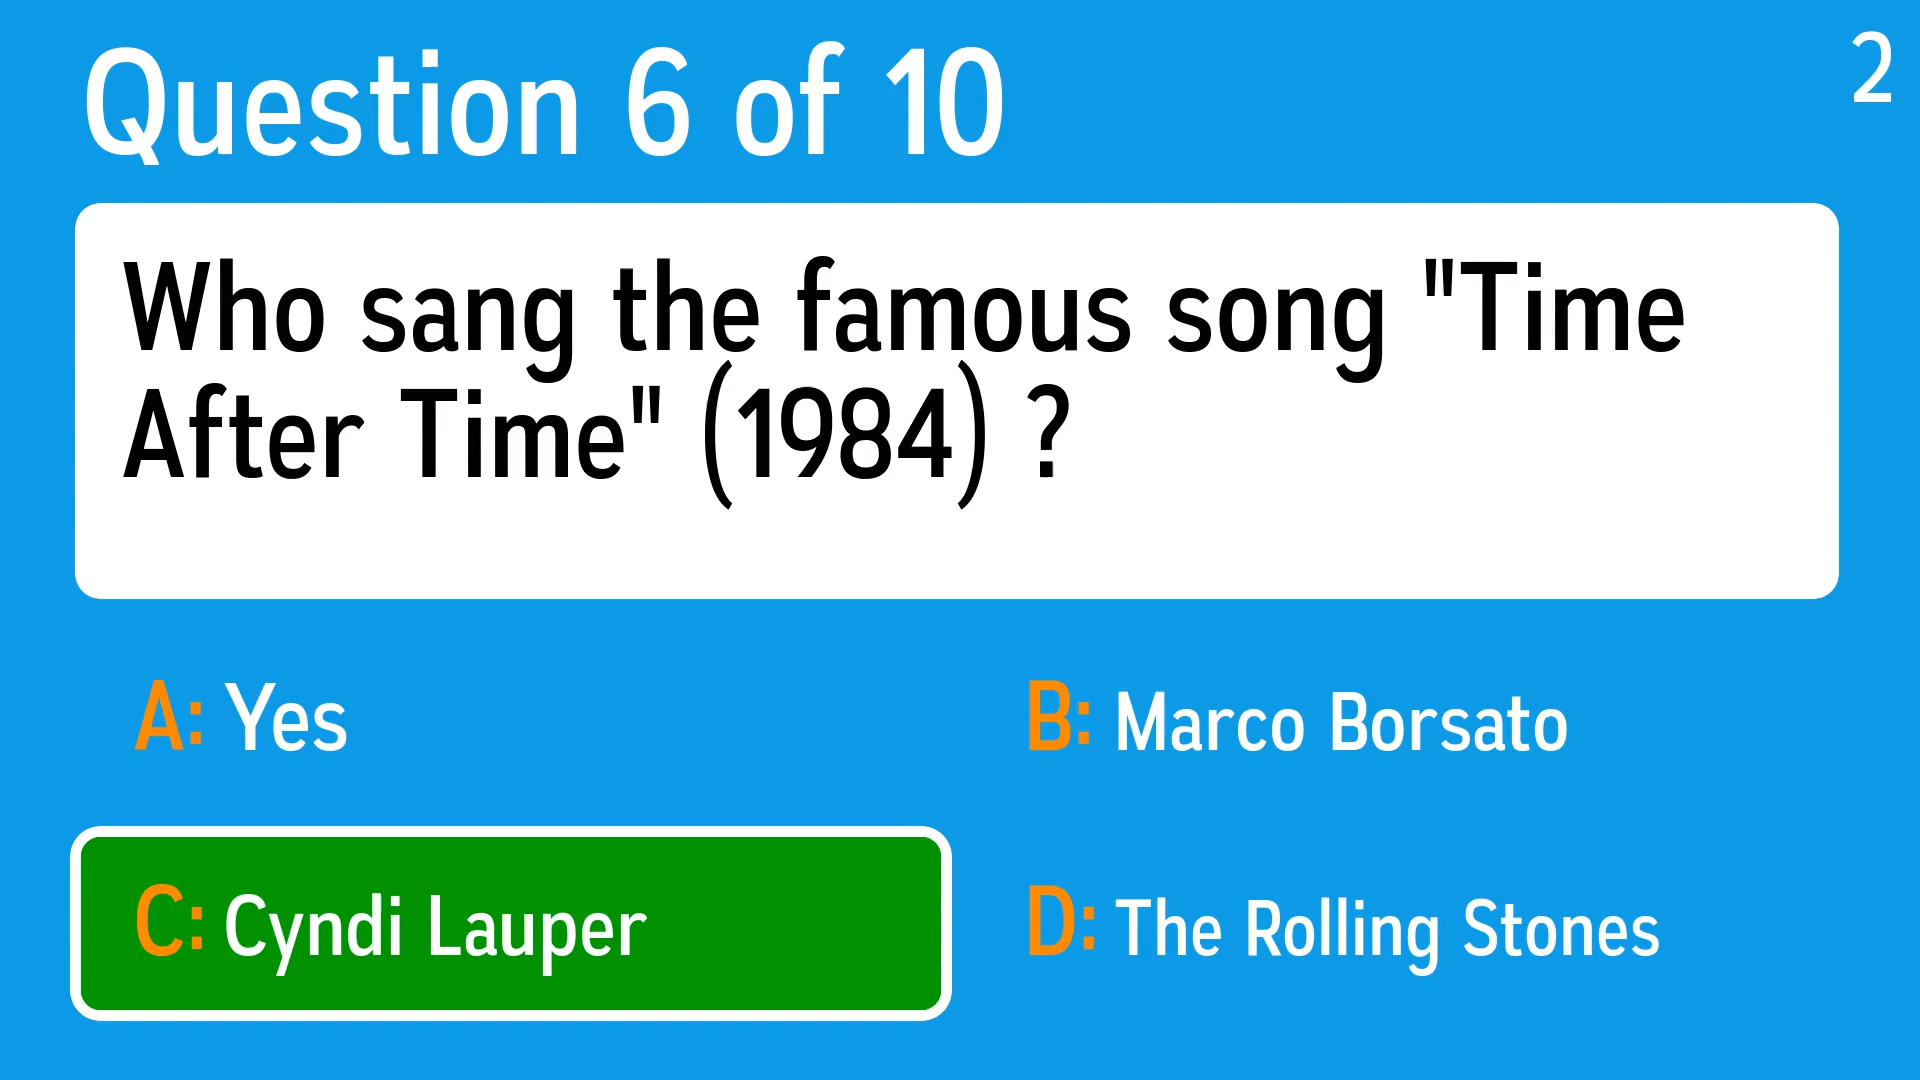 Question 6 of 10
2
Who sang the famous song "Time
After Time" (1984) ?
A: Yes
B: Marco Borsato
C: Cyndi Lauper
D: The Rolling Stones